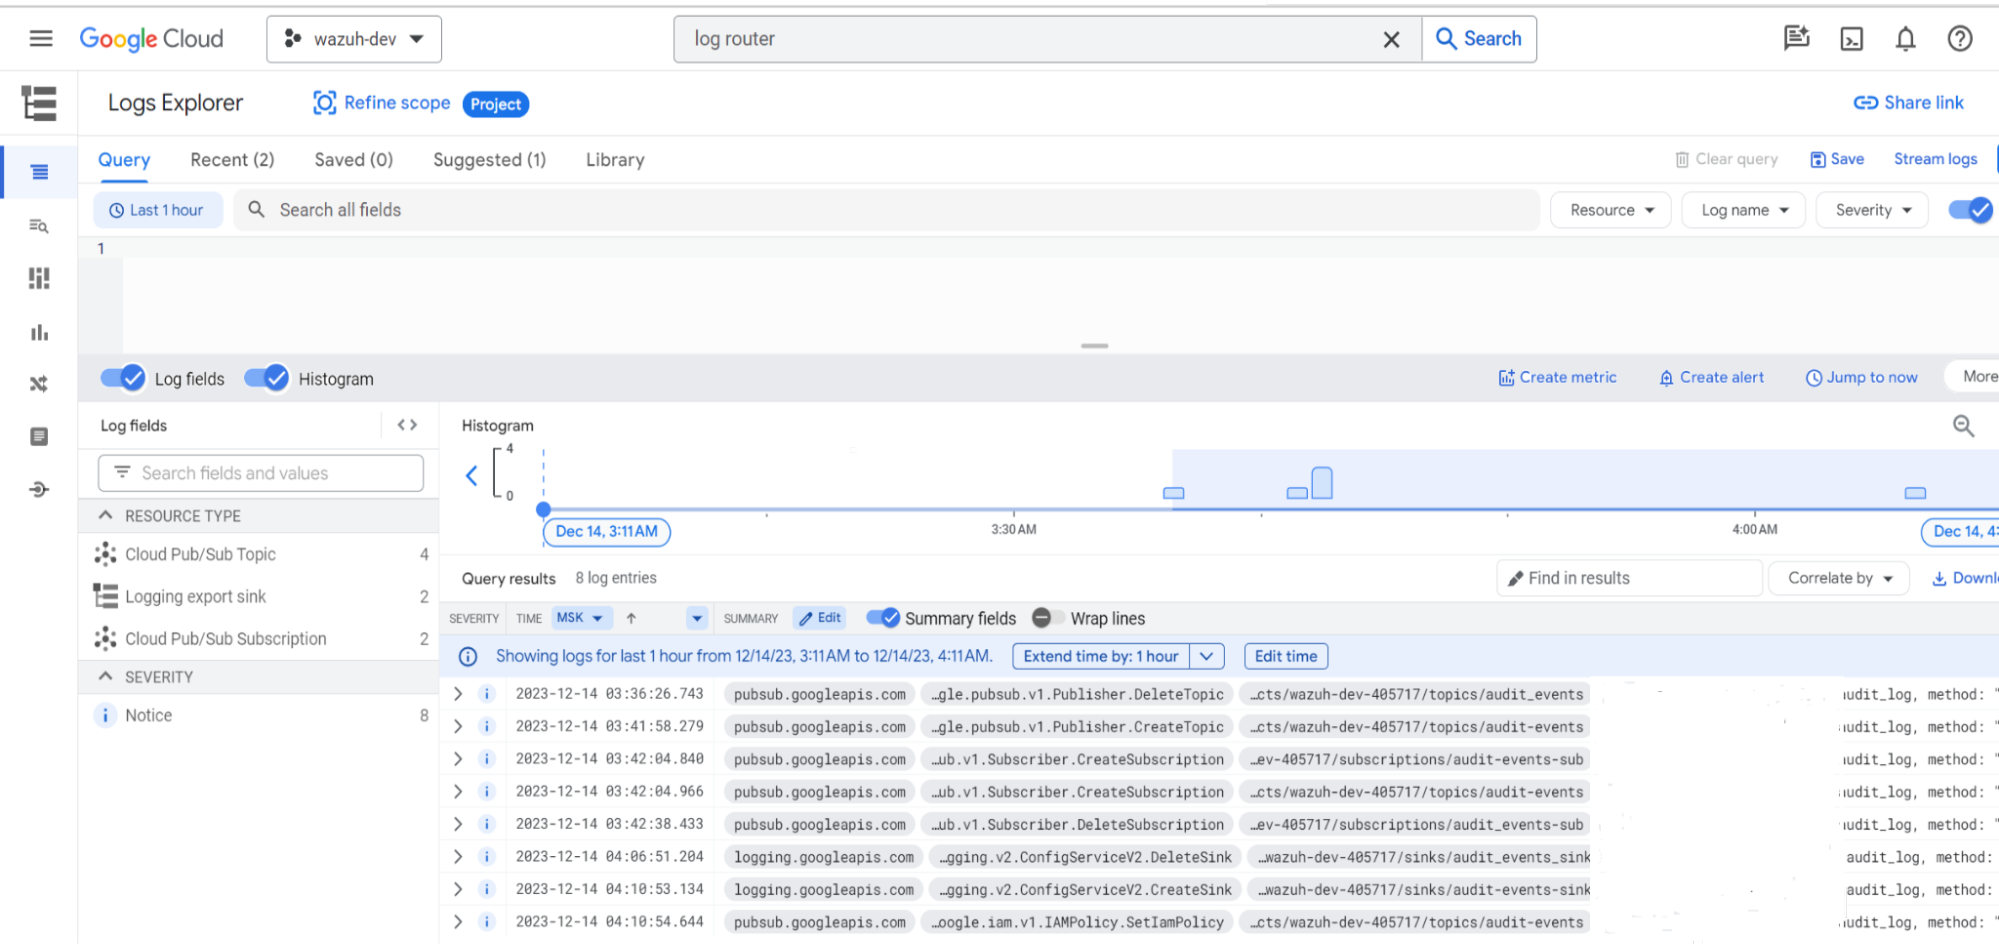 Google Cloud wazuh-dev log router Search
Logs Explorer Refine scope Project Share link
Query Recent (2) Saved (0) Suggested (1) Library Clear query Save Stream logs
Last 1 hour Search all fields Resource Log name Severity
1
Log fields Histogram Create metric Create alert Jump to now More
Log fields
Search fields and values
RESOURCE TYPE
Cloud Pub/Sub Topic 4
Logging export sink 2
Cloud Pub/Sub Subscription 2
SEVERITY
Notice 8
Histogram
4
0
Dec 14, 3:11 AM 3:30 AM 4:00 AM Dec 14, 4:
Query results 8 log entries Find in results Correlate by Downl
SEVERITY TIME MSK SUMMARY Edit Summary fields Wrap lines
Showing logs for last 1 hour from 12/14/23, 3:11AM to 12/14/23, 4:11AM. Extend time by: 1 hour Edit time
i 2023-12-14 03:36:26.743 pubsub.googleapis.com …gle.pubsub.v1.Publisher.DeleteTopic …cts/wazuh-dev-405717/topics/audit_events udit_log, method: "
i 2023-12-14 03:41:58.279 pubsub.googleapis.com …gle.pubsub.v1.Publisher.CreateTopic …cts/wazuh-dev-405717/topics/audit-events udit_log, method: "
i 2023-12-14 03:42:04.840 pubsub.googleapis.com …ub.v1.Subscriber.CreateSubscription …ev-405717/subscriptions/audit-events-sub udit_log, method: "
i 2023-12-14 03:42:04.966 pubsub.googleapis.com …ub.v1.Subscriber.CreateSubscription …cts/wazuh-dev-405717/topics/audit-events udit_log, method: "
i 2023-12-14 03:42:38.433 pubsub.googleapis.com …ub.v1.Subscriber.DeleteSubscription …ev-405717/subscriptions/audit_events-sub udit_log, method: "
i 2023-12-14 04:06:51.204 logging.googleapis.com …gging.v2.ConfigServiceV2.DeleteSink …wazuh-dev-405717/sinks/audit_events_sink audit_log, method:
i 2023-12-14 04:10:53.134 logging.googleapis.com …gging.v2.ConfigServiceV2.CreateSink …wazuh-dev-405717/sinks/audit-events-sink audit_log, method:
i 2023-12-14 04:10:54.644 pubsub.googleapis.com …oogle.iam.v1.IAMPolicy.SetIamPolicy …cts/wazuh-dev-405717/topics/audit-events udit_log, method: "